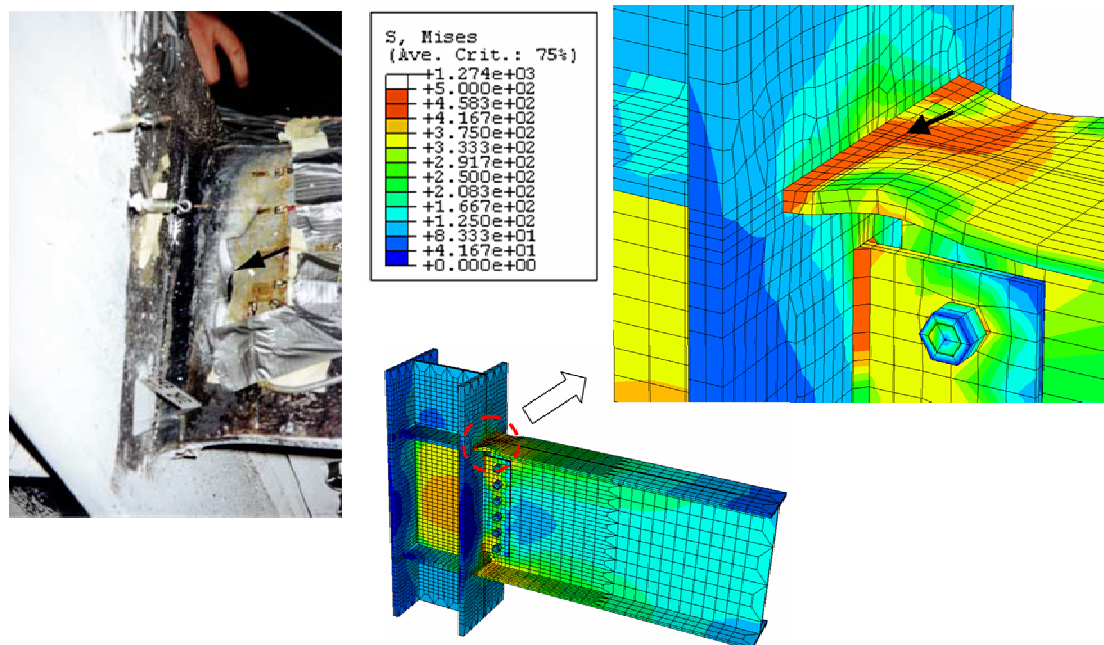 S, Mises
(Ave. Crit.: 75%)
+1.274e+03
+5.000e+02
+4.583e+02
+4.167e+02
+3.750e+02
+3.333e+02
+2.917e+02
+2.500e+02
+2.083e+02
+1.667e+02
+1.250e+02
+8.333e+01
+4.167e+01
+0.000e+00